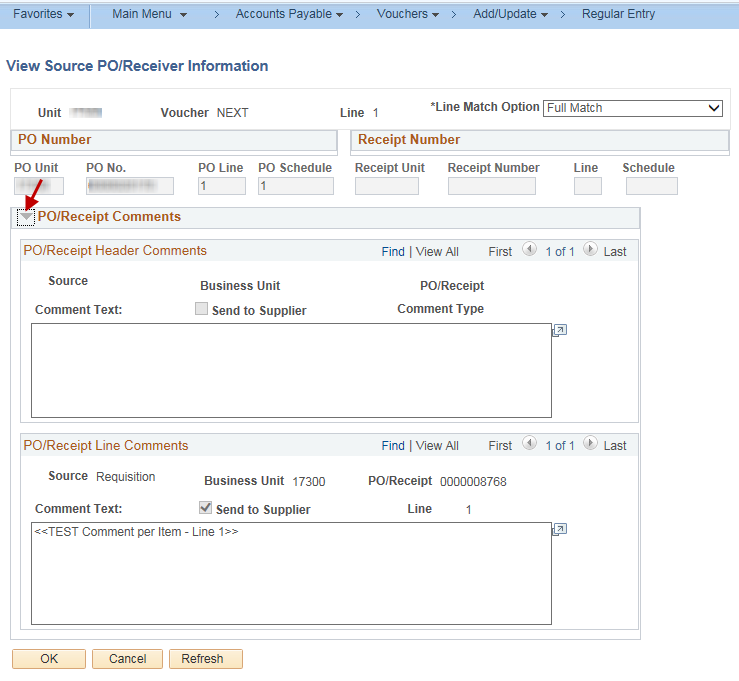 Favorites Main Menu > Accounts Payable > Vouchers > Add/Update > Regular Entry
View Source PO/Receiver Information
Unit Voucher NEXT Line 1 *Line Match Option Full Match
PO Number Receipt Number
PO Unit PO No. PO Line PO Schedule Receipt Unit Receipt Number Line Schedule
1 1
PO/Receipt Comments
PO/Receipt Header Comments Find | View All First 1 of 1 Last
Source Business Unit PO/Receipt
Comment Text: Send to Supplier Comment Type
PO/Receipt Line Comments Find | View All First 1 of 1 Last
Source Requisition Business Unit 17300 PO/Receipt 0000008768
Comment Text: Send to Supplier Line 1
<<TEST Comment per Item - Line 1>>
OK Cancel Refresh